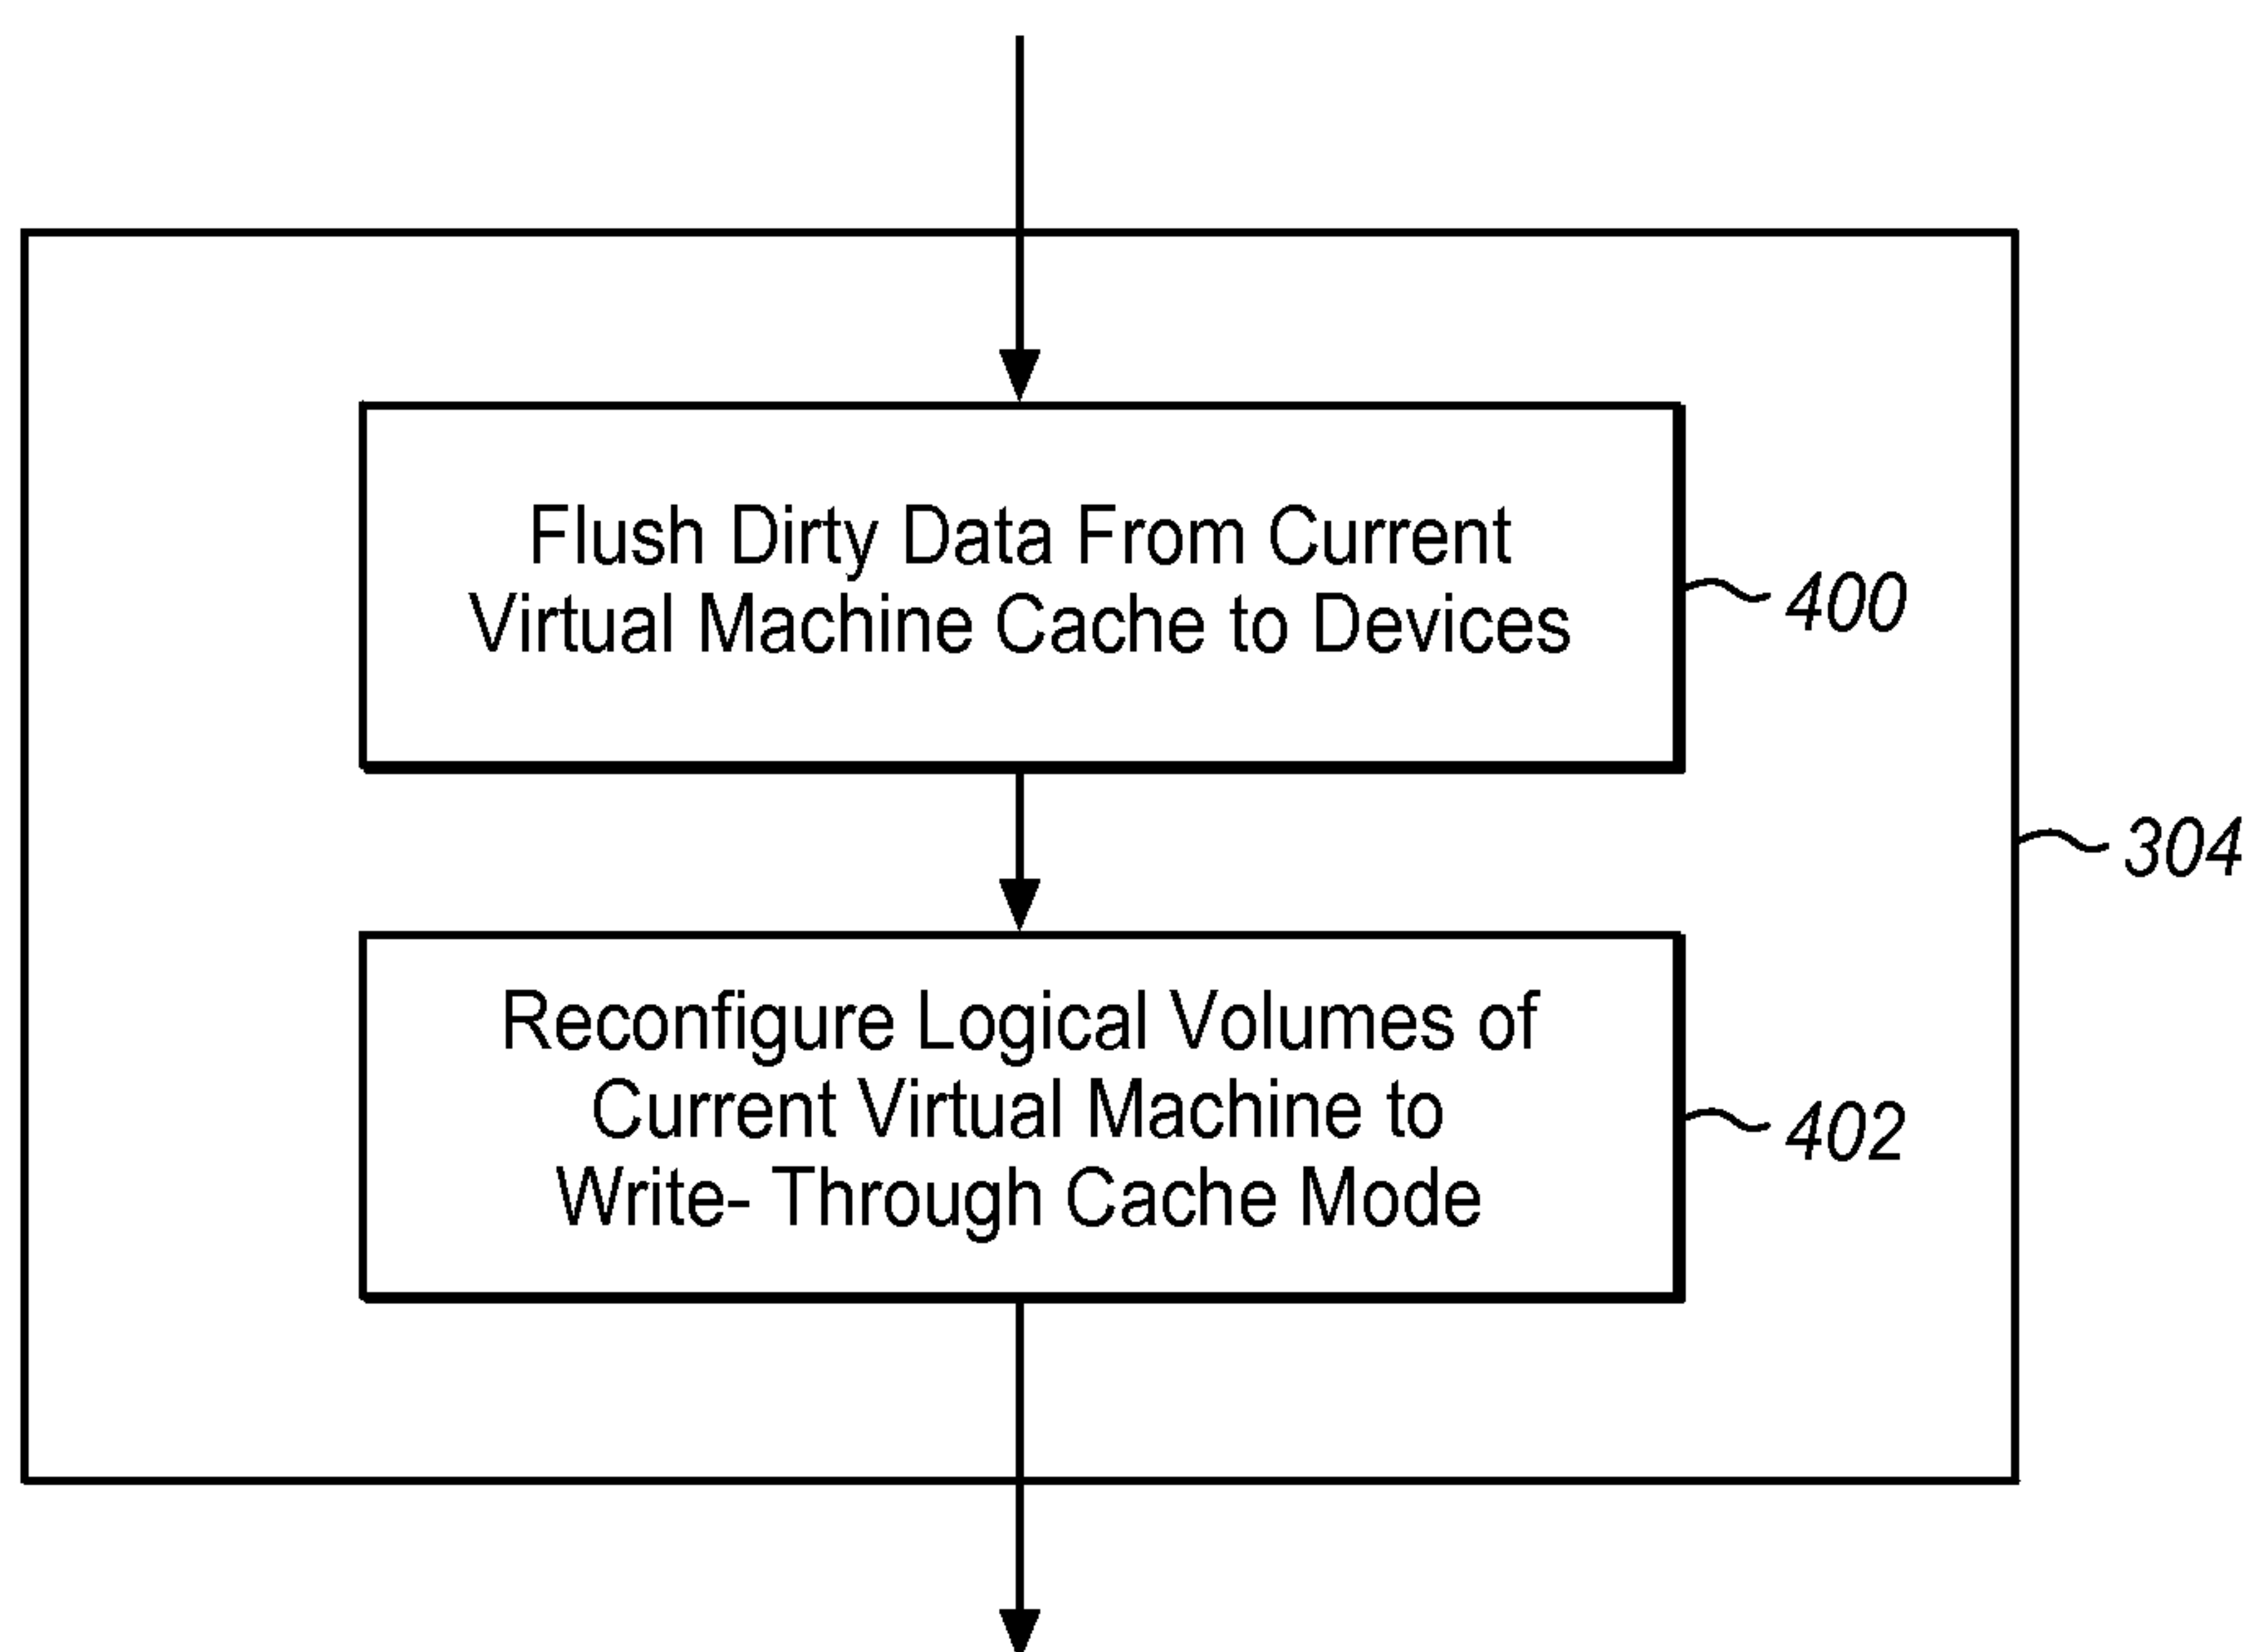 Flush Dirty Data From Current
Virtual Machine Cache to Devices
400
304
Reconfigure Logical Volumes of
Current Virtual Machine to
Write- Through Cache Mode
402